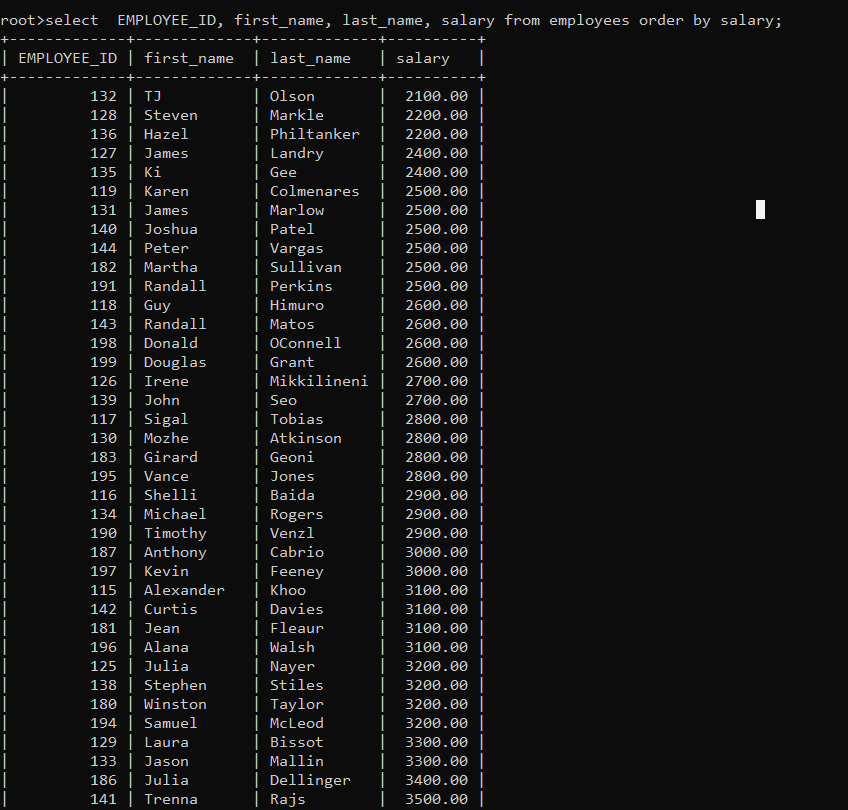 root>select  EMPLOYEE_ID, first_name, last_name, salary from employees order by salary;
+-------------+-------------+-------------+----------+
| EMPLOYEE_ID | first_name  | last_name   | salary   |
+-------------+-------------+-------------+----------+
|         132 | TJ          | Olson       |  2100.00 |
|         128 | Steven      | Markle      |  2200.00 |
|         136 | Hazel       | Philtanker  |  2200.00 |
|         127 | James       | Landry      |  2400.00 |
|         135 | Ki          | Gee         |  2400.00 |
|         119 | Karen       | Colmenares  |  2500.00 |
|         131 | James       | Marlow      |  2500.00 |
|         140 | Joshua      | Patel       |  2500.00 |
|         144 | Peter       | Vargas      |  2500.00 |
|         182 | Martha      | Sullivan    |  2500.00 |
|         191 | Randall     | Perkins     |  2500.00 |
|         118 | Guy         | Himuro      |  2600.00 |
|         143 | Randall     | Matos       |  2600.00 |
|         198 | Donald      | OConnell    |  2600.00 |
|         199 | Douglas     | Grant       |  2600.00 |
|         126 | Irene       | Mikkilineni |  2700.00 |
|         139 | John        | Seo         |  2700.00 |
|         117 | Sigal       | Tobias      |  2800.00 |
|         130 | Mozhe       | Atkinson    |  2800.00 |
|         183 | Girard      | Geoni       |  2800.00 |
|         195 | Vance       | Jones       |  2800.00 |
|         116 | Shelli      | Baida       |  2900.00 |
|         134 | Michael     | Rogers      |  2900.00 |
|         190 | Timothy     | Venzl       |  2900.00 |
|         187 | Anthony     | Cabrio      |  3000.00 |
|         197 | Kevin       | Feeney      |  3000.00 |
|         115 | Alexander   | Khoo        |  3100.00 |
|         142 | Curtis      | Davies      |  3100.00 |
|         181 | Jean        | Fleaur      |  3100.00 |
|         196 | Alana       | Walsh       |  3100.00 |
|         125 | Julia       | Nayer       |  3200.00 |
|         138 | Stephen     | Stiles      |  3200.00 |
|         180 | Winston     | Taylor      |  3200.00 |
|         194 | Samuel      | McLeod      |  3200.00 |
|         129 | Laura       | Bissot      |  3300.00 |
|         133 | Jason       | Mallin      |  3300.00 |
|         186 | Julia       | Dellinger   |  3400.00 |
|         141 | Trenna      | Rajs        |  3500.00 |